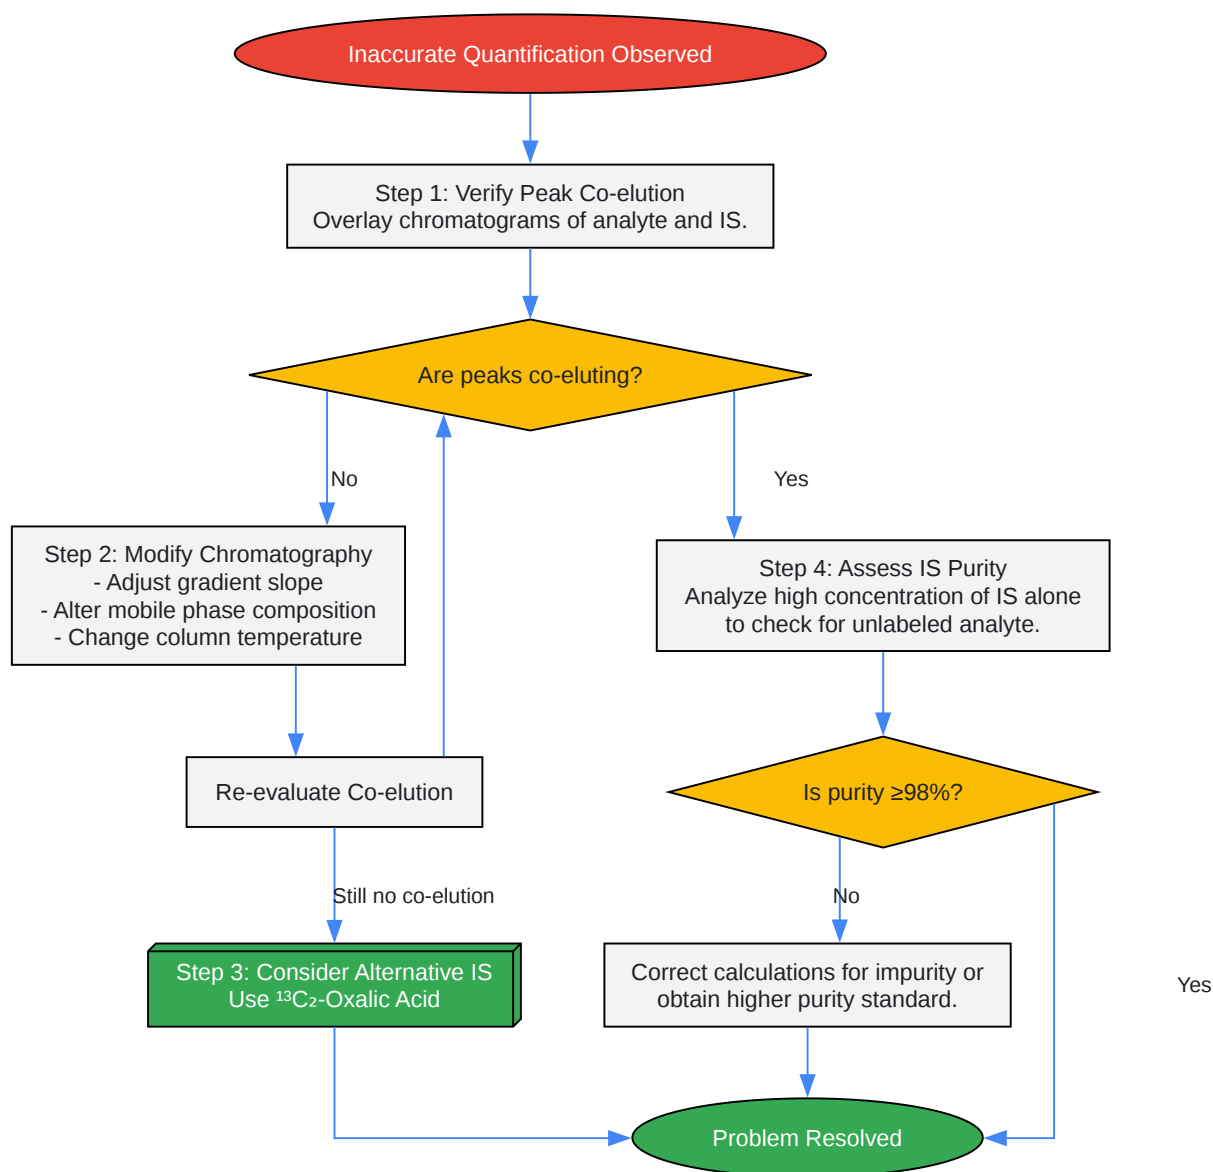 Inaccurate Quantification Observed
Step 1: Verify Peak Co-elution
Overlay chromatograms of analyte and IS.
Are peaks co-eluting?
No
Yes
Step 2: Modify Chromatography
- Adjust gradient slope
- Alter mobile phase composition
- Change column temperature
Step 4: Assess IS Purity
Analyze high concentration of IS alone
to check for unlabeled analyte.
Re-evaluate Co-elution
Is purity ≥98%?
Still no co-elution
No
Step 3: Consider Alternative IS
Use ¹³C₂-Oxalic Acid
Correct calculations for impurity or
obtain higher purity standard.
Yes
Problem Resolved